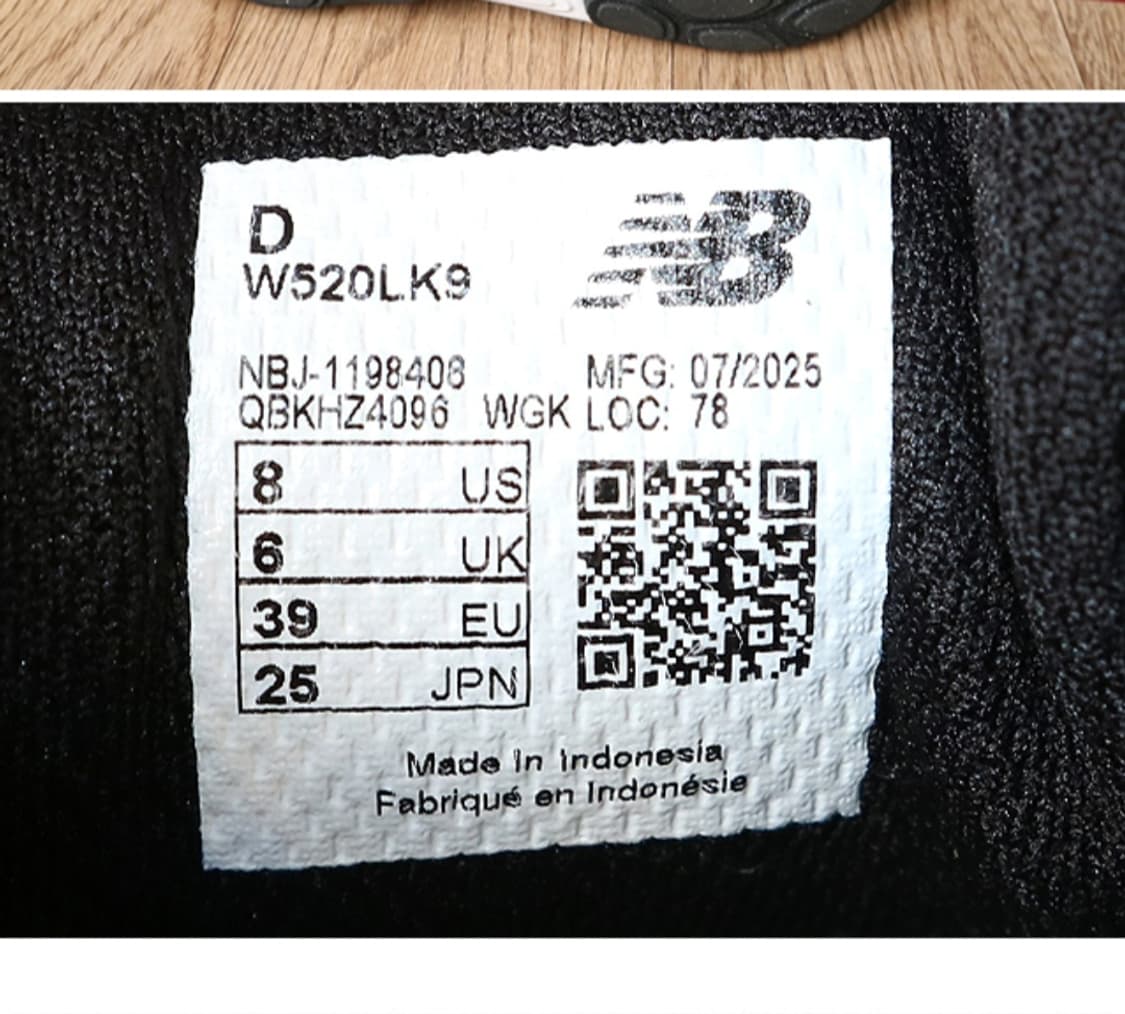 D
W520LK9
NB
NBJ-1198408
MFG: 07/2025
QBKHZ4096 WGK LOC: 78
8 US
6 UK
39 EU
25 JPN
Made in Indonesia
Fabriqué en Indonésie